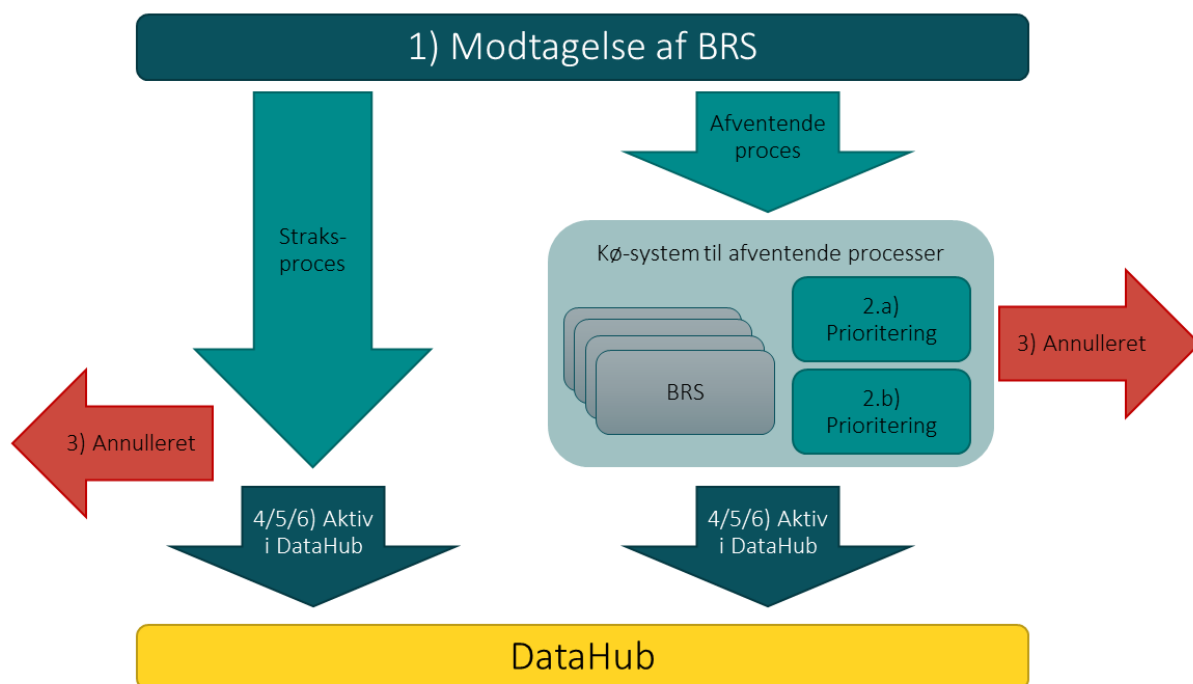 1) Modtagelse af BRS
Afventende
proces
Straks-
proces
Kø-system til afventende processer
2.a)
Prioritering
BRS
2.b)
Prioritering
3) Annulleret
3) Annulleret
4/5/6) Aktiv
i DataHub
4/5/6) Aktiv
i DataHub
DataHub